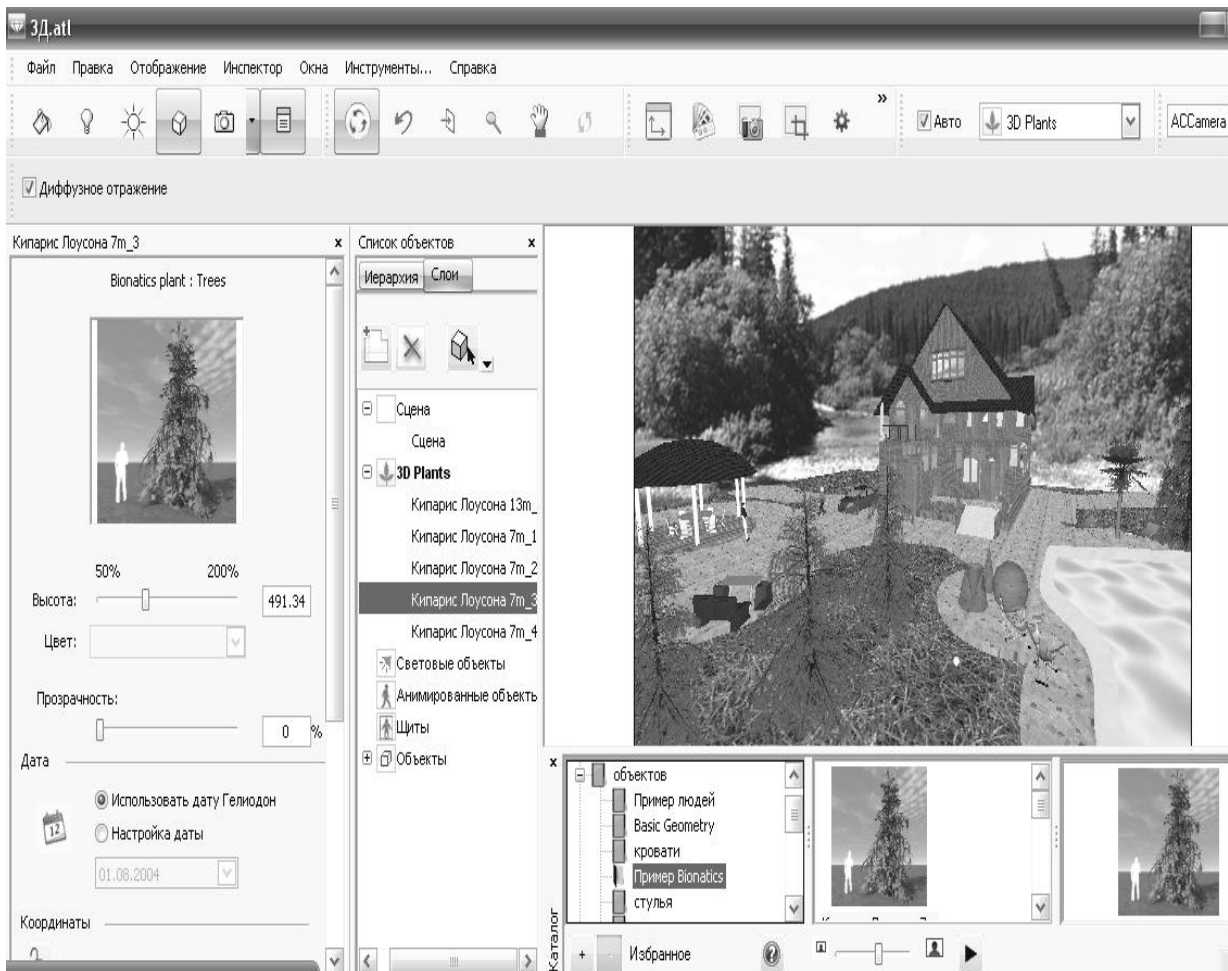 3Д.atl
Файл Правка Отображение Инспектор Окна Инструменты... Справка
» Авто 3D Plants ACCamera
Диффузное отражение
Кипарис Лоусона 7m_3 x
Bionatics plant : Trees
50% 200%
Высота: 491.34
Цвет:
Прозрачность:
0 %
Дата
12
Использовать дату Гелиодон
Настройка даты
01.08.2004
Координаты
Список объектов x
Иерархия Слои
Сцена
Сцена
3D Plants
Кипарис Лоусона 13m_
Кипарис Лоусона 7m_1
Кипарис Лоусона 7m_2
Кипарис Лоусона 7m_3
Кипарис Лоусона 7m_4
Световые объекты
Анимированные объекты
Щиты
Объекты
x
Каталог
объектов
Пример людей
Basic Geometry
кровати
Пример Bionatics
стулья
+ - Избранное ?